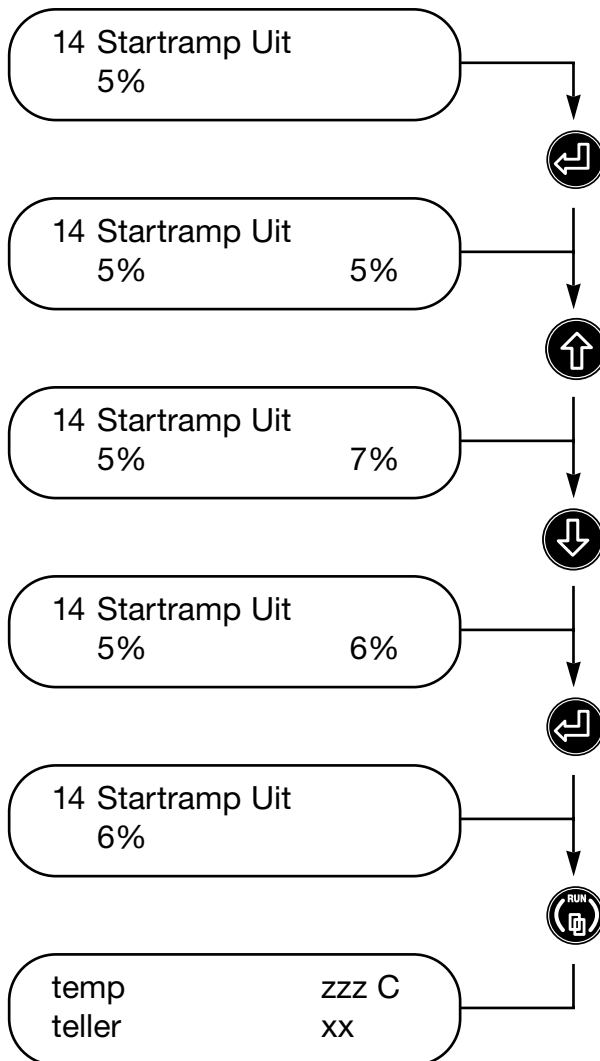 14 Startramp Uit
5%
14 Startramp Uit
5% 5%
14 Startramp Uit
5% 7%
14 Startramp Uit
5% 6%
14 Startramp Uit
6%
RUN
temp zzz C
teller xx